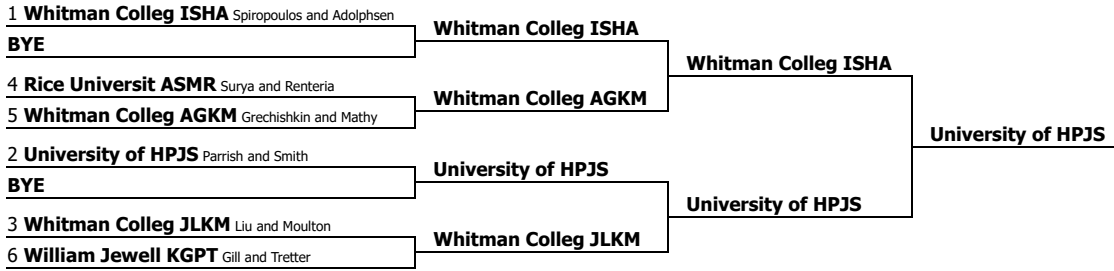 1 Whitman Colleg ISHA Spiropoulos and Adolphsen
BYE
4 Rice Universit ASMR Surya and Renteria
5 Whitman Colleg AGKM Grechishkin and Mathy
2 University of HPJS Parrish and Smith
BYE
3 Whitman Colleg JLKM Liu and Moulton
6 William Jewell KGPT Gill and Tretter
Whitman Colleg ISHA
Whitman Colleg AGKM
University of HPJS
Whitman Colleg JLKM
Whitman Colleg ISHA
University of HPJS
University of HPJS